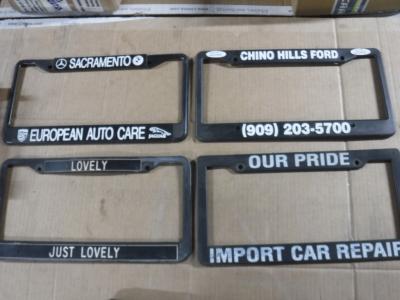 SACRAMENTO
EUROPEAN AUTO CARE
CHINO HILLS FORD
(909) 203-5700
LOVELY
JUST LOVELY
OUR PRIDE
IMPORT CAR REPAIR